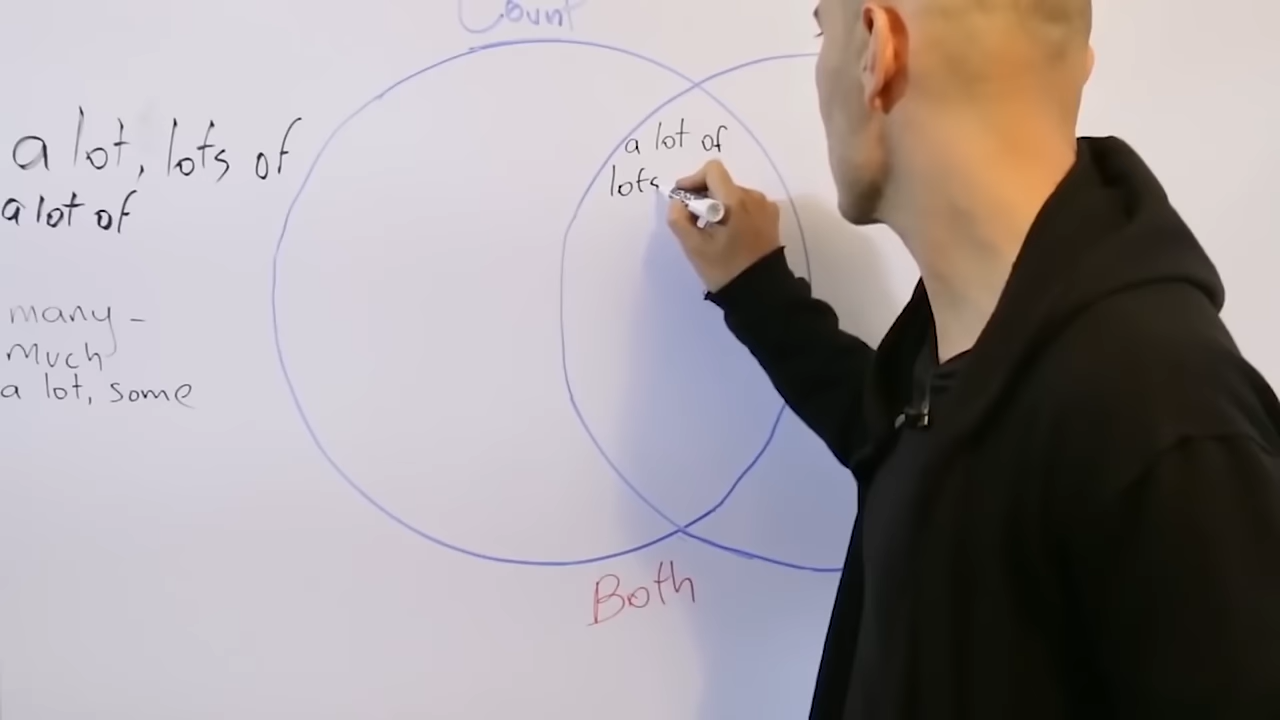 Count
a lot, lots of
a lot of
a lot of
lots
many -
much
a lot, some
Both